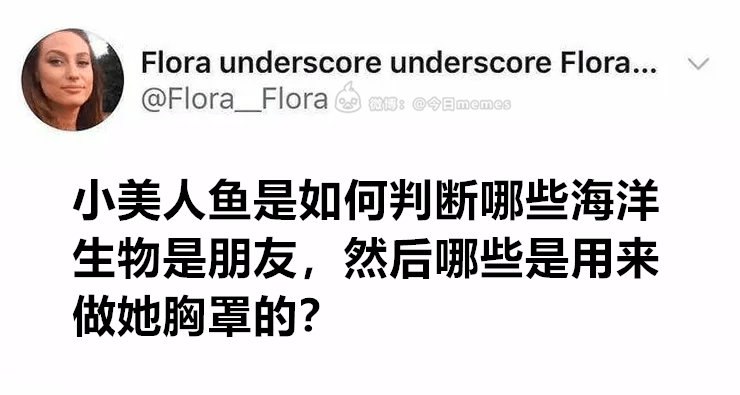 Flora underscore underscore Flora...
@Flora__Flora 微博：@今日memes
小美人鱼是如何判断哪些海洋
生物是朋友，然后哪些是用来
做她胸罩的？